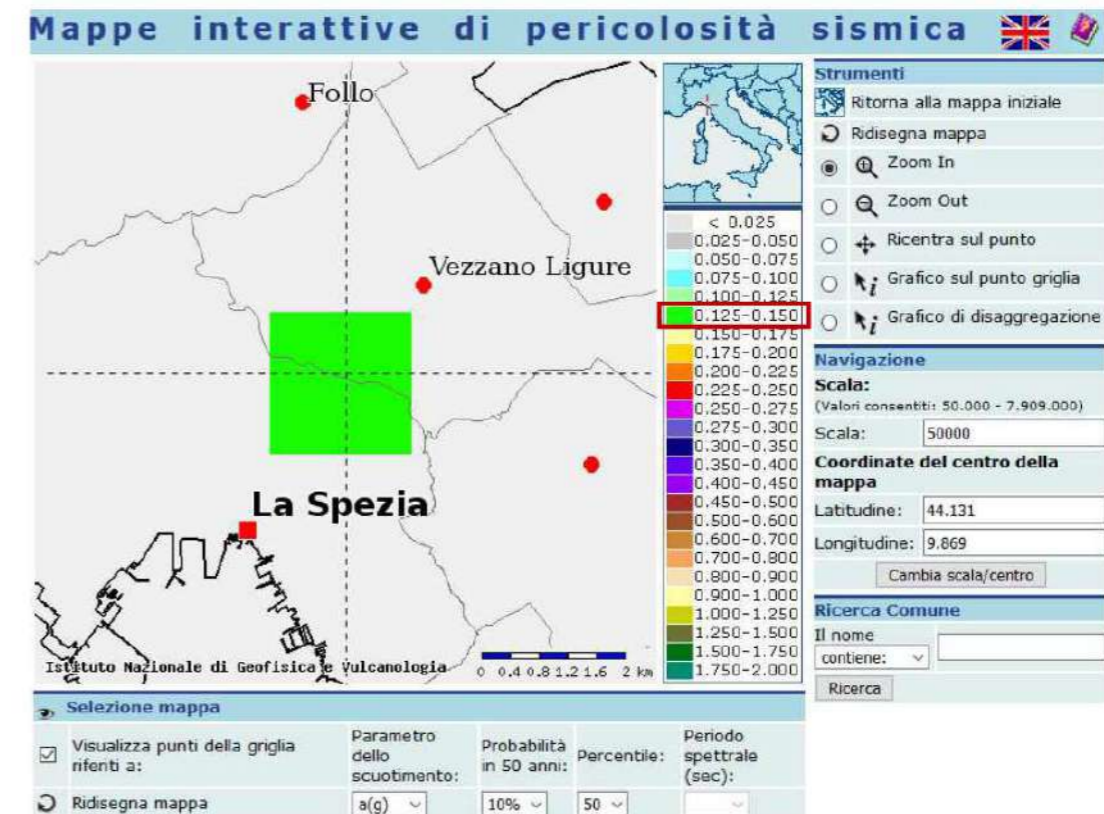 Mappe interattive di pericolosità sismica
Follo
Vezzano Ligure
La Spezia
Istituto Nazionale di Geofisica e Vulcanologia
0 0.4 0.8 1.2 1.6 2 km
< 0.025
0.025-0.050
0.050-0.075
0.075-0.100
0.100-0.125
0.125-0.150
0.150-0.175
0.175-0.200
0.200-0.225
0.225-0.250
0.250-0.275
0.275-0.300
0.300-0.350
0.350-0.400
0.400-0.450
0.450-0.500
0.500-0.600
0.600-0.700
0.700-0.800
0.800-0.900
0.900-1.000
1.000-1.250
1.250-1.500
1.500-1.750
1.750-2.000
Strumenti
Ritorna alla mappa iniziale
Ridisegna mappa
Zoom In
Zoom Out
Ricentra sul punto
i Grafico sul punto griglia
i Grafico di disaggregazione
Navigazione
Scala:
(Valori consentiti: 50.000 - 7.909.000)
Scala: 50000
Coordinate del centro della
mappa
Latitudine: 44.131
Longitudine: 9.869
Cambia scala/centro
Ricerca Comune
Il nome
contiene:
Ricerca
Selezione mappa
Visualizza punti della griglia
riferiti a:
Parametro
dello
scuotimento:
Probabilità
in 50 anni:
Percentile:
Periodo
spettrale
(sec):
Ridisegna mappa
a(g)
10%
50